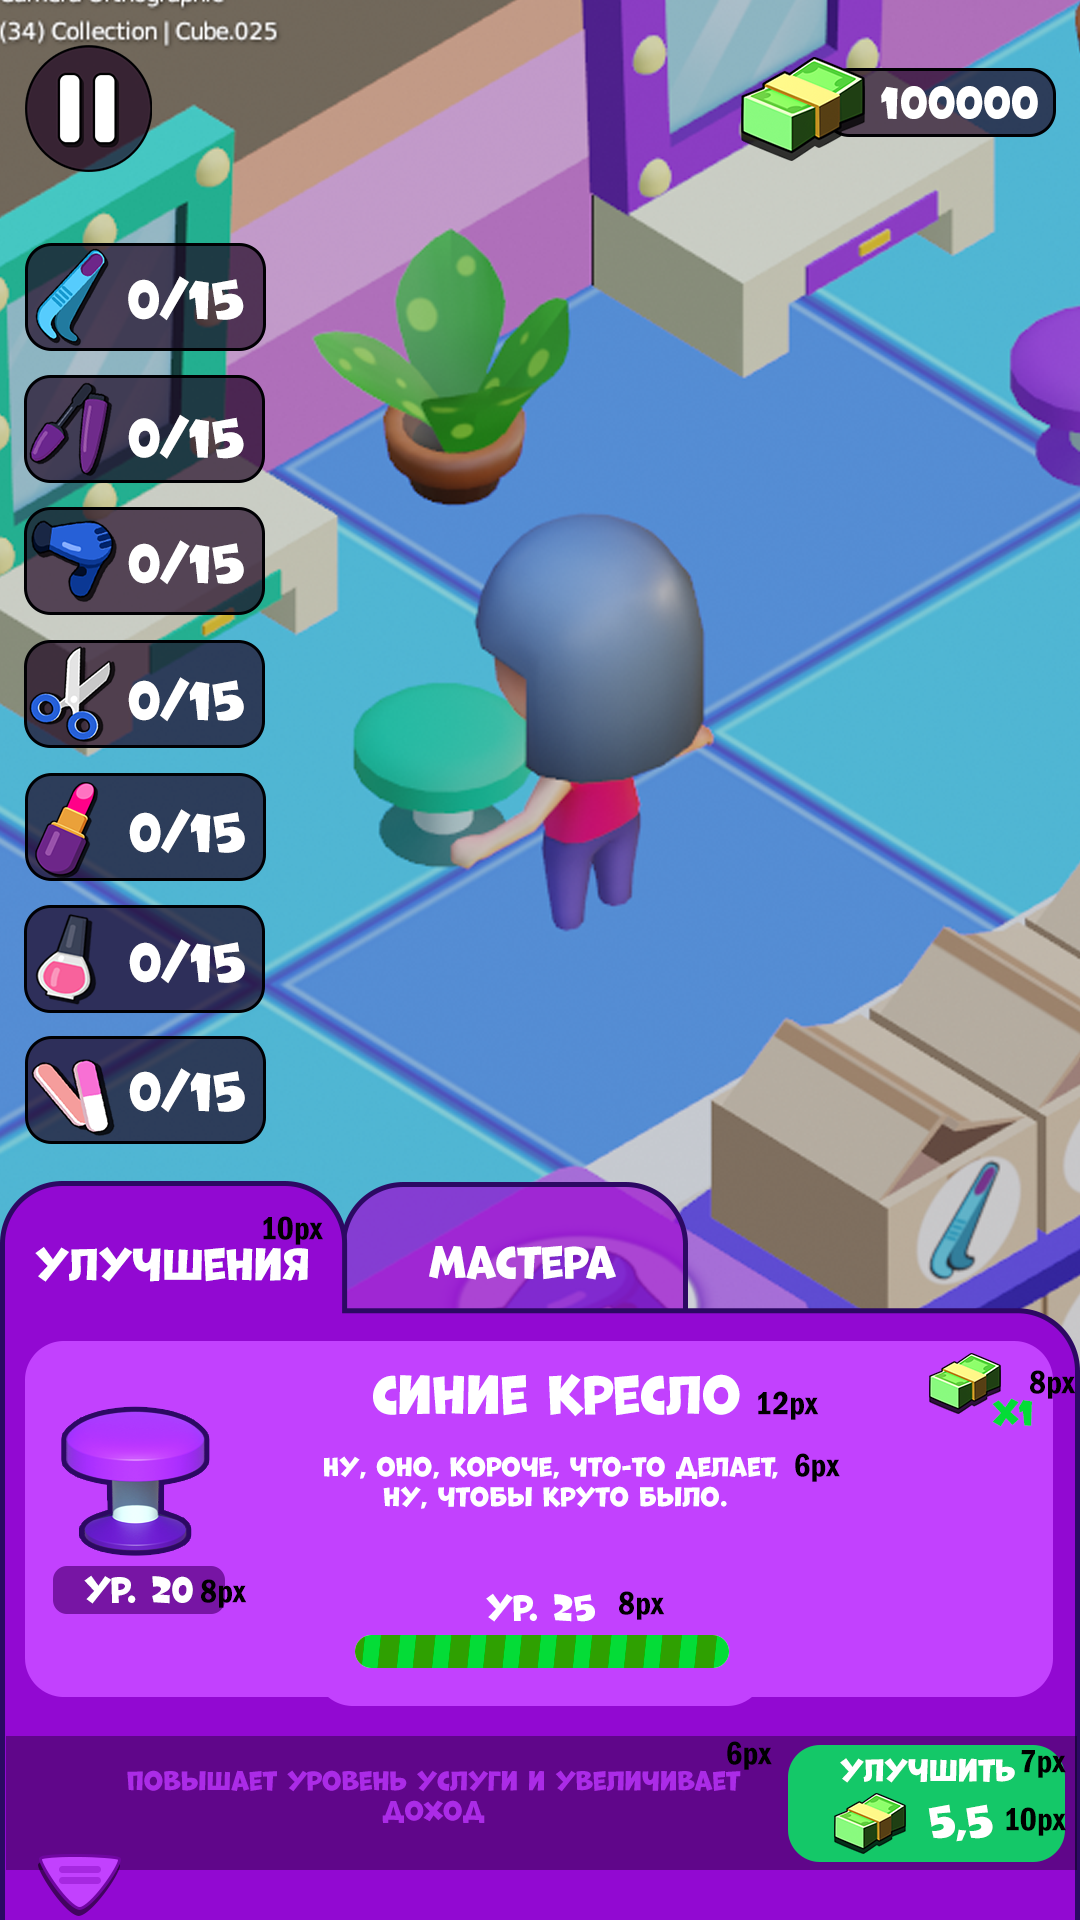 (34) Collection | Cube.025
100000
0/15
0/15
0/15
0/15
0/15
0/15
0/15
10px
УЛУЧШЕНИЯ
МАСТЕРА
СИНИЕ КРЕСЛО 12px
8px
X1
НУ, ОНО, КОРОЧЕ, ЧТО-ТО ДЕЛАЕТ, 6px
НУ, ЧТОБЫ КРУТО БЫЛО.
УР. 20 8px
УР. 25 8px
6px
ПОВЫШАЕТ УРОВЕНЬ УСЛУГИ И УВЕЛИЧИВАЕТ
ДОХОД
УЛУЧШИТЬ 7px
5,5 10px